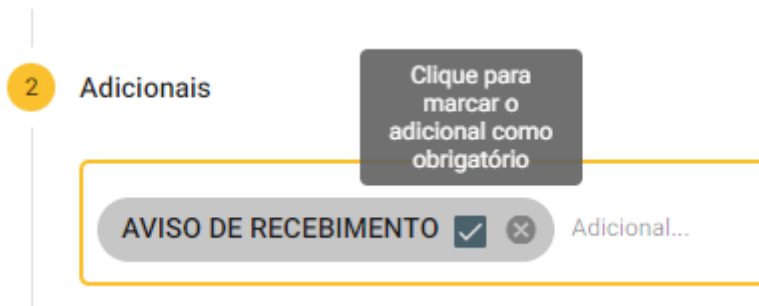 2 Adicionais
Clique para
marcar o
adicional como
obrigatório
AVISO DE RECEBIMENTO Adicional...